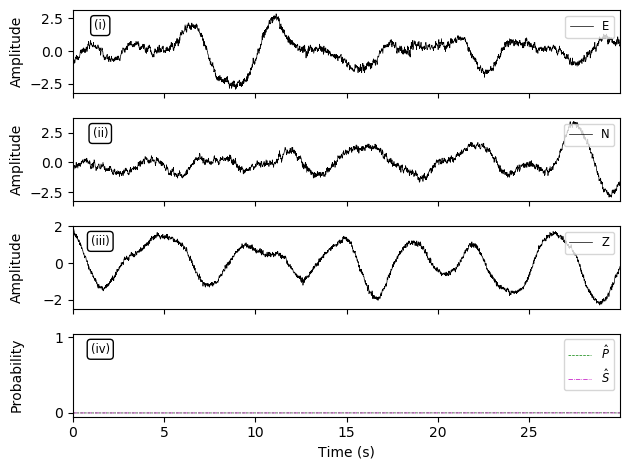 Amplitude
2.5
0.0
−2.5
(i)
E
Amplitude
2.5
0.0
−2.5
(ii)
N
Amplitude
2
0
−2
(iii)
Z
Probability
1
0
(iv)
P̂
Ŝ
0 5 10 15 20 25
Time (s)